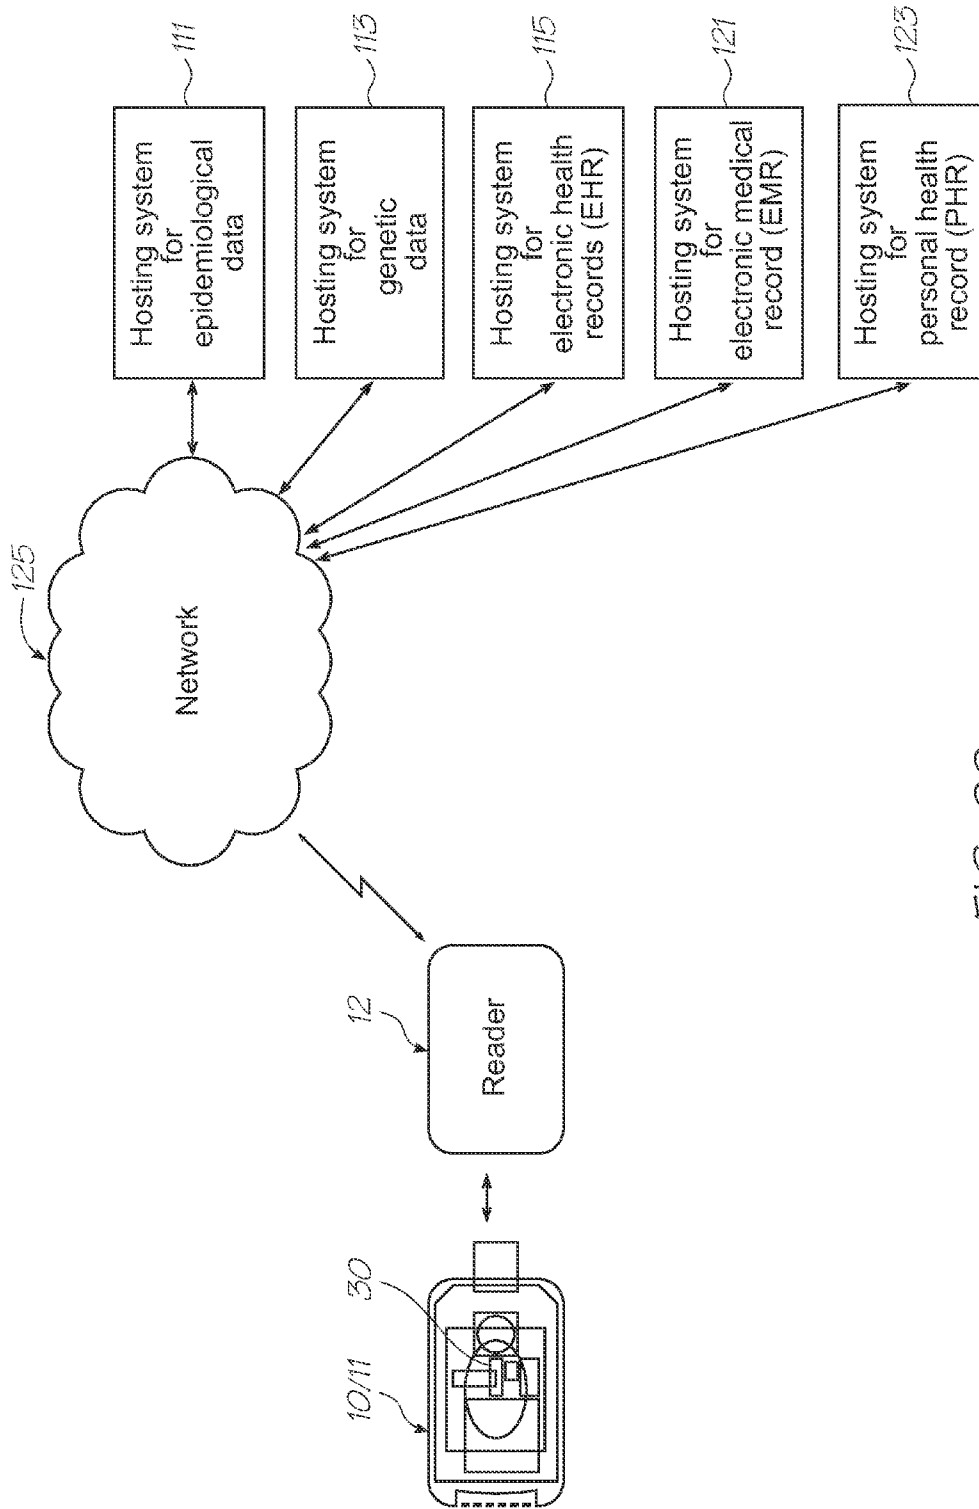 10/11
30
12
Reader
125
Network
Hosting system
for
epidemiological
data
111
Hosting system
for
genetic
data
113
Hosting system
for
electronic health
records (EHR)
115
Hosting system
for
electronic medical
record (EMR)
121
Hosting system
for
personal health
record (PHR)
123